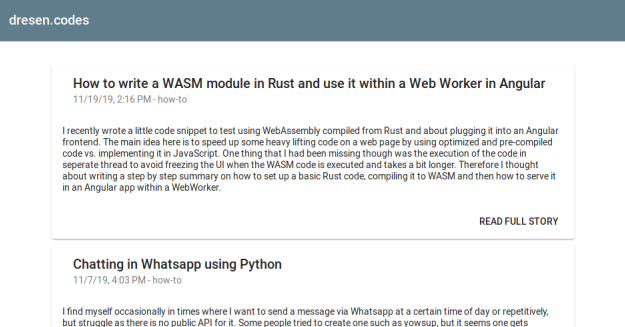 dresen.codes
How to write a WASM module in Rust and use it within a Web Worker in Angular
11/19/19, 2:16 PM - how-to
I recently wrote a little code snippet to test using WebAssembly compiled from Rust and about plugging it into an Angular
frontend. The main idea here is to speed up some heavy lifting code on a web page by using optimized and pre-compiled
code vs. implementing it in JavaScript. One thing that I had been missing though was the execution of the code in
seperate thread to avoid freezing the UI when the WASM code is executed and takes a bit longer. Therefore I thought
about writing a step by step summary on how to set up a basic Rust code, compiling it to WASM and then how to serve it
in an Angular app within a WebWorker.
READ FULL STORY
Chatting in Whatsapp using Python
11/7/19, 4:03 PM - how-to
I find myself occasionally in times where I want to send a message via Whatsapp at a certain time of day or repetitively,
but struggle as there is no public API for it. Some people tried to create one such as yowsup, but it seems one gets